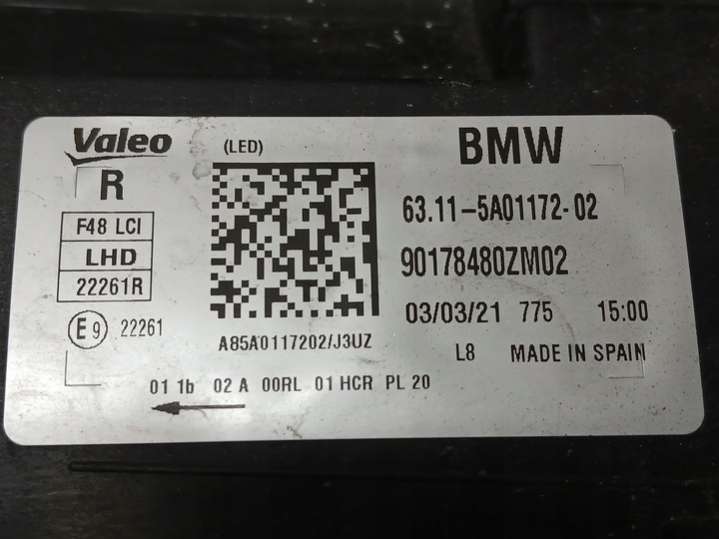 Valeo
(LED)
BMW
R
63.11-5A01172-02
F48 LCI
LHD
22261R
90178480ZM02
E9 22261
03/03/21 775 15:00
A85A0117202/J3UZ
L8 MADE IN SPAIN
01 1b 02 A 00RL 01 HCR PL 20